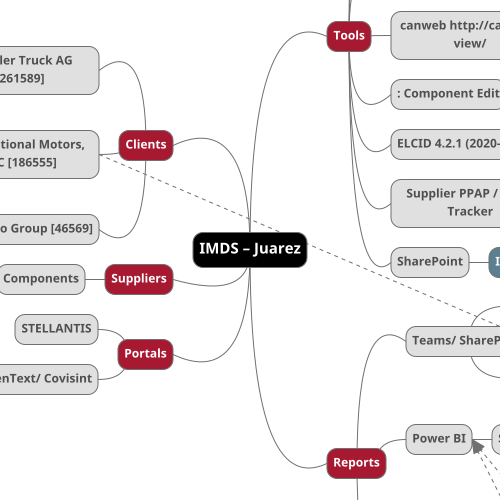 Tools
canweb http://ca
view/
: Component Edit
ELCID 4.2.1 (2020-
Supplier PPAP /
Tracker
SharePoint
ler Truck AG
261589]
Clients
tional Motors,
C [186555]
o Group [46569]
IMDS – Juarez
Components
Suppliers
STELLANTIS
Portals
enText/ Covisint
Teams/ ShareP
Power BI
Reports